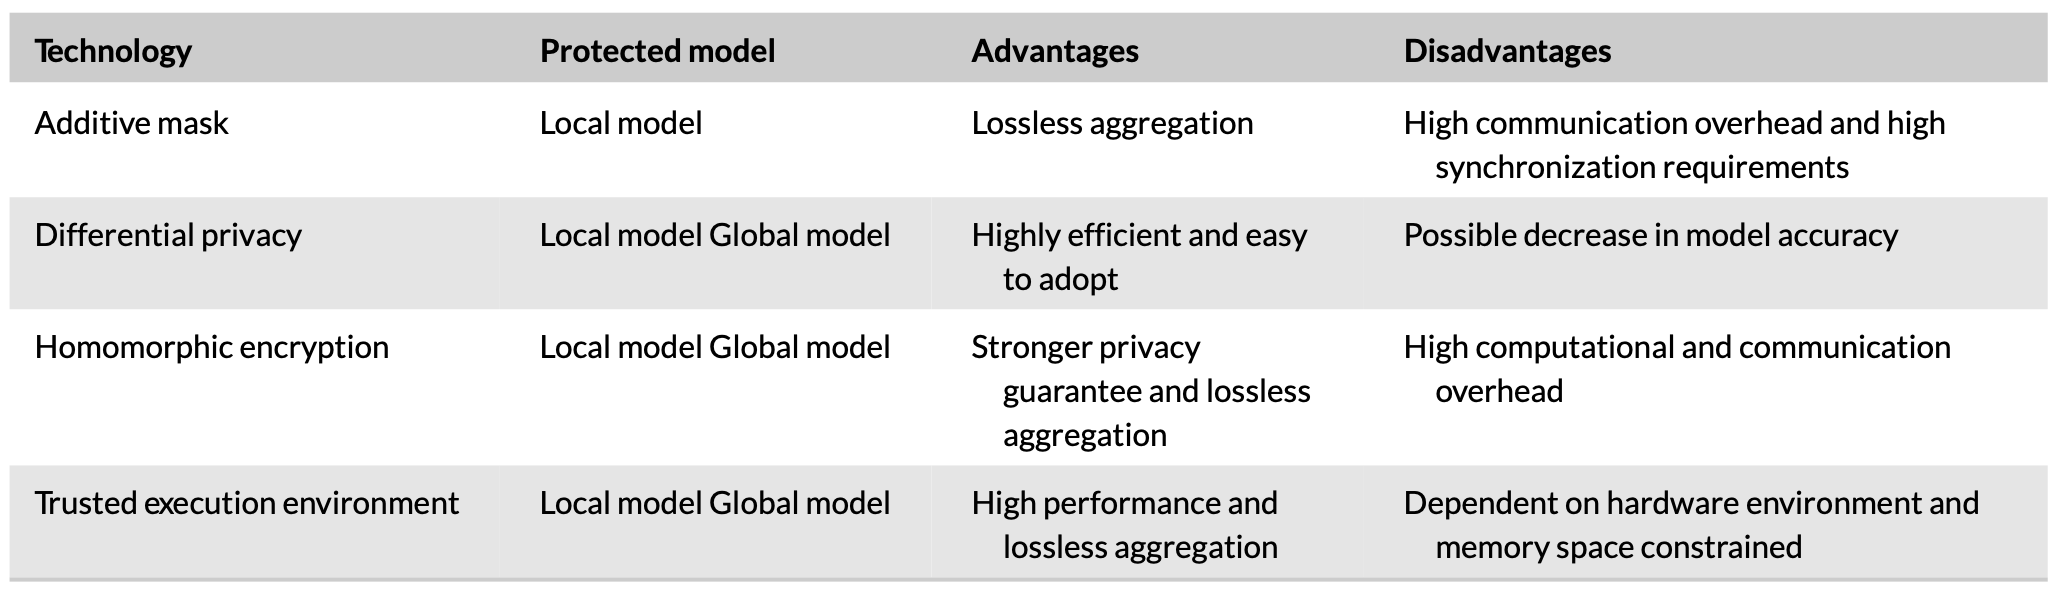 Technology Protected model Advantages Disadvantages
Additive mask Local model Lossless aggregation High communication overhead and high
synchronization requirements
Differential privacy Local model Global model Highly efficient and easy Possible decrease in model accuracy
to adopt
Homomorphic encryption Local model Global model Stronger privacy High computational and communication
guarantee and lossless overhead
aggregation
Trusted execution environment Local model Global model High performance and Dependent on hardware environment and
lossless aggregation memory space constrained